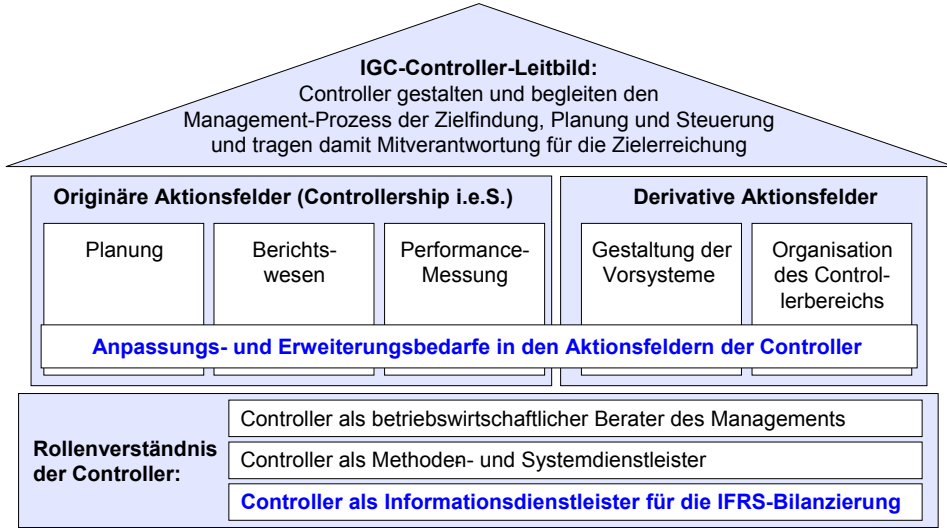 IGC-Controller-Leitbild:
Controller gestalten und begleiten den
Management-Prozess der Zielfindung, Planung und Steuerung
und tragen damit Mitverantwortung für die Zielerreichung
Originäre Aktionsfelder (Controllership i.e.S.)
Planung
Berichts-
wesen
Performance-
Messung
Derivative Aktionsfelder
Gestaltung der
Vorsysteme
Organisation
des Control-
lerbereichs
Anpassungs- und Erweiterungsbedarfe in den Aktionsfeldern der Controller
Rollenverständnis
der Controller:
Controller als betriebswirtschaftlicher Berater des Managements
Controller als Methoden- und Systemdienstleister
Controller als Informationsdienstleister für die IFRS-Bilanzierung